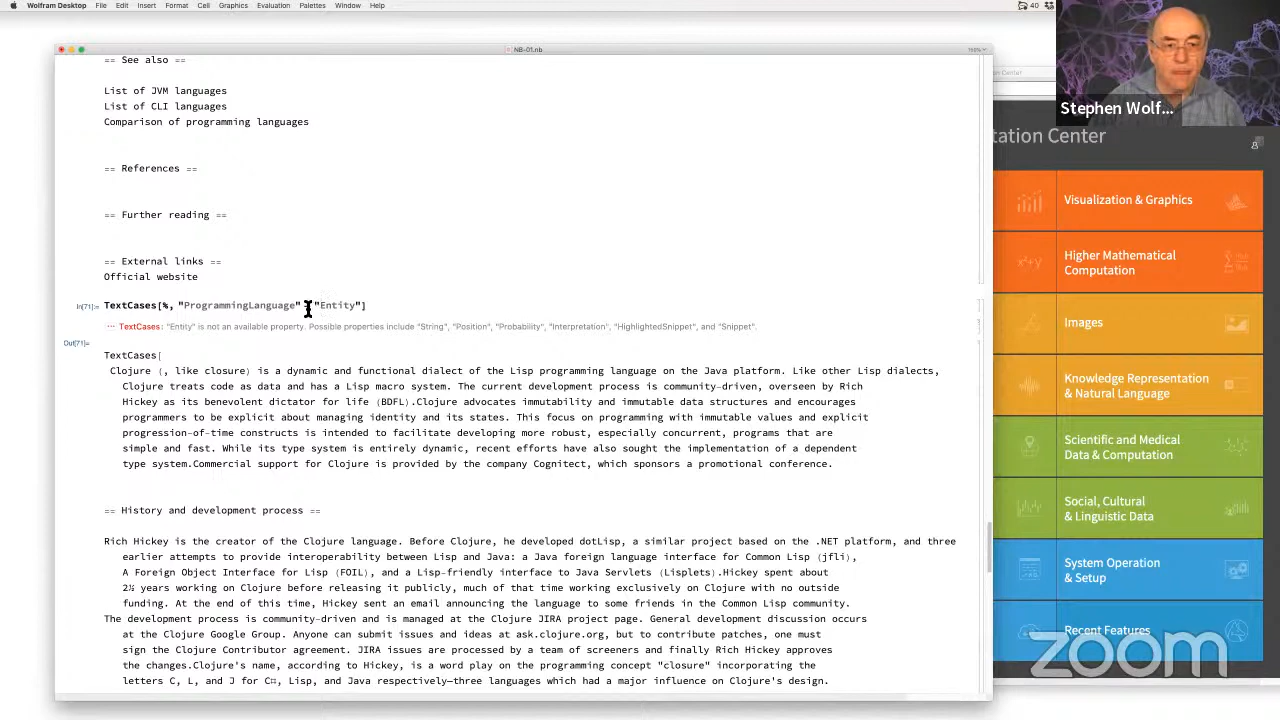 Wolfram Desktop File Edit Insert Format Cell Graphics Evaluation Palettes Window Help
40
NB-01.nb
Stephen Wolf...
== See also ==
List of JVM languages
List of CLI languages
Comparison of programming languages
== References ==
== Further reading ==
== External links ==
Official website
In[71]:= TextCases[%, "ProgrammingLanguage" "Entity"]
··· TextCases: "Entity" is not an available property. Possible properties include "String", "Position", "Probability", "Interpretation", "HighlightedSnippet", and "Snippet".
Out[71]=
TextCases[
Clojure (, like closure) is a dynamic and functional dialect of the Lisp programming language on the Java platform. Like other Lisp dialects,
Clojure treats code as data and has a Lisp macro system. The current development process is community-driven, overseen by Rich
Hickey as its benevolent dictator for life (BDFL).Clojure advocates immutability and immutable data structures and encourages
programmers to be explicit about managing identity and its states. This focus on programming with immutable values and explicit
progression-of-time constructs is intended to facilitate developing more robust, especially concurrent, programs that are
simple and fast. While its type system is entirely dynamic, recent efforts have also sought the implementation of a dependent
type system.Commercial support for Clojure is provided by the company Cognitect, which sponsors a promotional conference.
== History and development process ==
Rich Hickey is the creator of the Clojure language. Before Clojure, he developed dotLisp, a similar project based on the .NET platform, and three
earlier attempts to provide interoperability between Lisp and Java: a Java foreign language interface for Common Lisp (jfli),
A Foreign Object Interface for Lisp (FOIL), and a Lisp-friendly interface to Java Servlets (Lisplets).Hickey spent about
2½ years working on Clojure before releasing it publicly, much of that time working exclusively on Clojure with no outside
funding. At the end of this time, Hickey sent an email announcing the language to some friends in the Common Lisp community.
The development process is community-driven and is managed at the Clojure JIRA project page. General development discussion occurs
at the Clojure Google Group. Anyone can submit issues and ideas at ask.clojure.org, but to contribute patches, one must
sign the Clojure Contributor agreement. JIRA issues are processed by a team of screeners and finally Rich Hickey approves
the changes.Clojure's name, according to Hickey, is a word play on the programming concept "closure" incorporating the
letters C, L, and J for C♯, Lisp, and Java respectively—three languages which had a major influence on Clojure's design.
Center
tation Center
Visualization & Graphics
Higher Mathematical
Computation
Images
Knowledge Representation
& Natural Language
Scientific and Medical
Data & Computation
Social, Cultural
& Linguistic Data
System Operation
& Setup
Recent Features
zoom